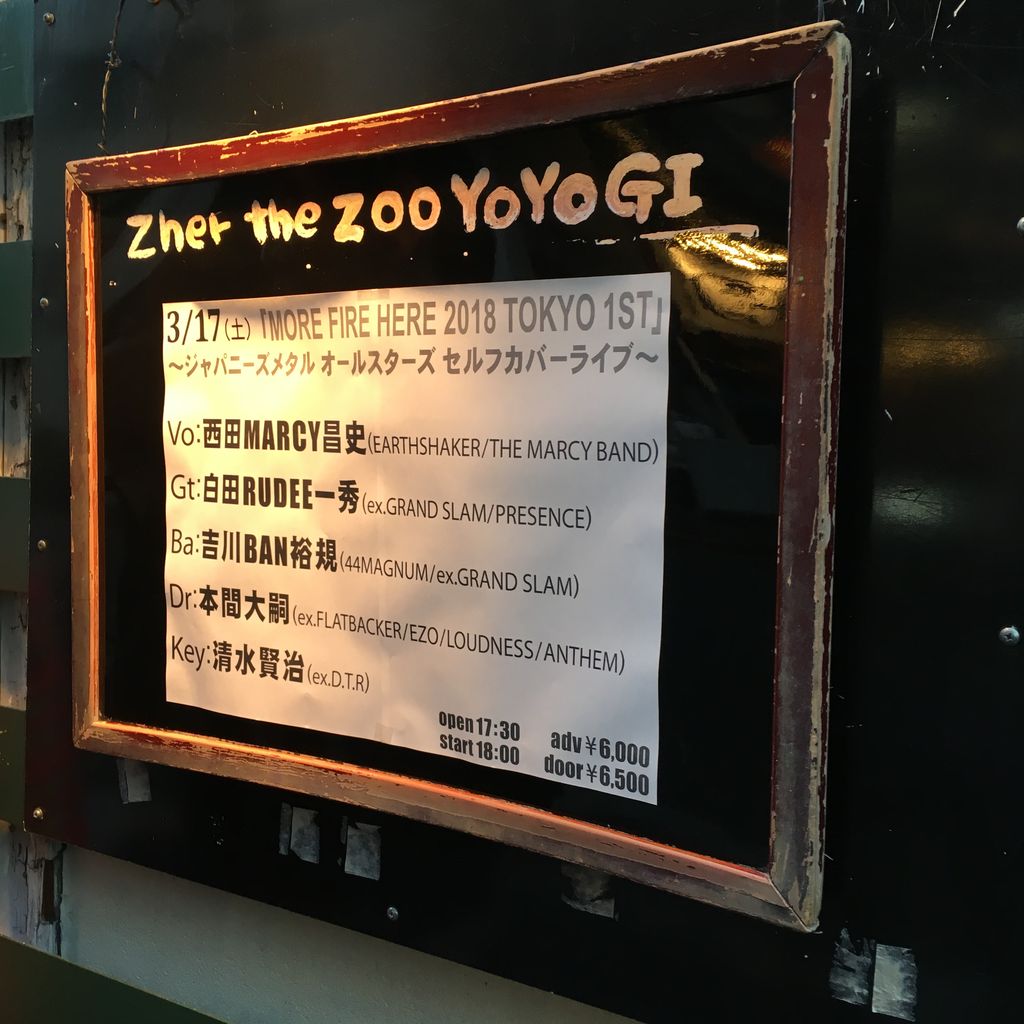 Zher the ZOO YOYOGI
3/17(土)「MORE FIRE HERE 2018 TOKYO 1ST」
～ジャパニーズメタル オールスターズ セルフカバーライブ～
Vo:西田MARCY昌史(EARTHSHAKER/THE MARCY BAND)
Gt:白田RUDEE一秀(ex.GRAND SLAM/PRESENCE)
Ba:吉川BAN裕規(44MAGNUM/ex.GRAND SLAM)
Dr:本間大嗣(ex.FLATBACKER/EZO/LOUDNESS/ANTHEM)
Key:清水賢治(ex.D.T.R)
open 17:30 adv¥6,000
start 18:00 door¥6,500